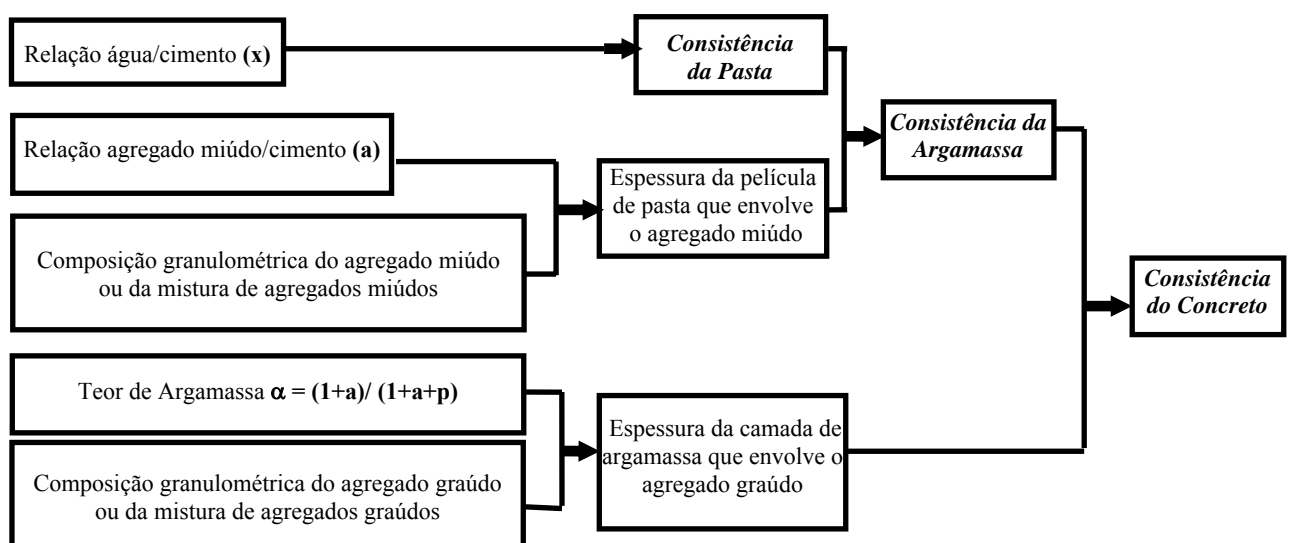 Relação água/cimento (x)
Consistência
da Pasta
Relação agregado miúdo/cimento (a)
Composição granulométrica do agregado miúdo
ou da mistura de agregados miúdos
Espessura da película
de pasta que envolve
o agregado miúdo
Consistência da
Argamassa
Teor de Argamassa α = (1+a)/ (1+a+p)
Composição granulométrica do agregado graúdo
ou da mistura de agregados graúdos
Espessura da camada de
argamassa que envolve o
agregado graúdo
Consistência
do Concreto